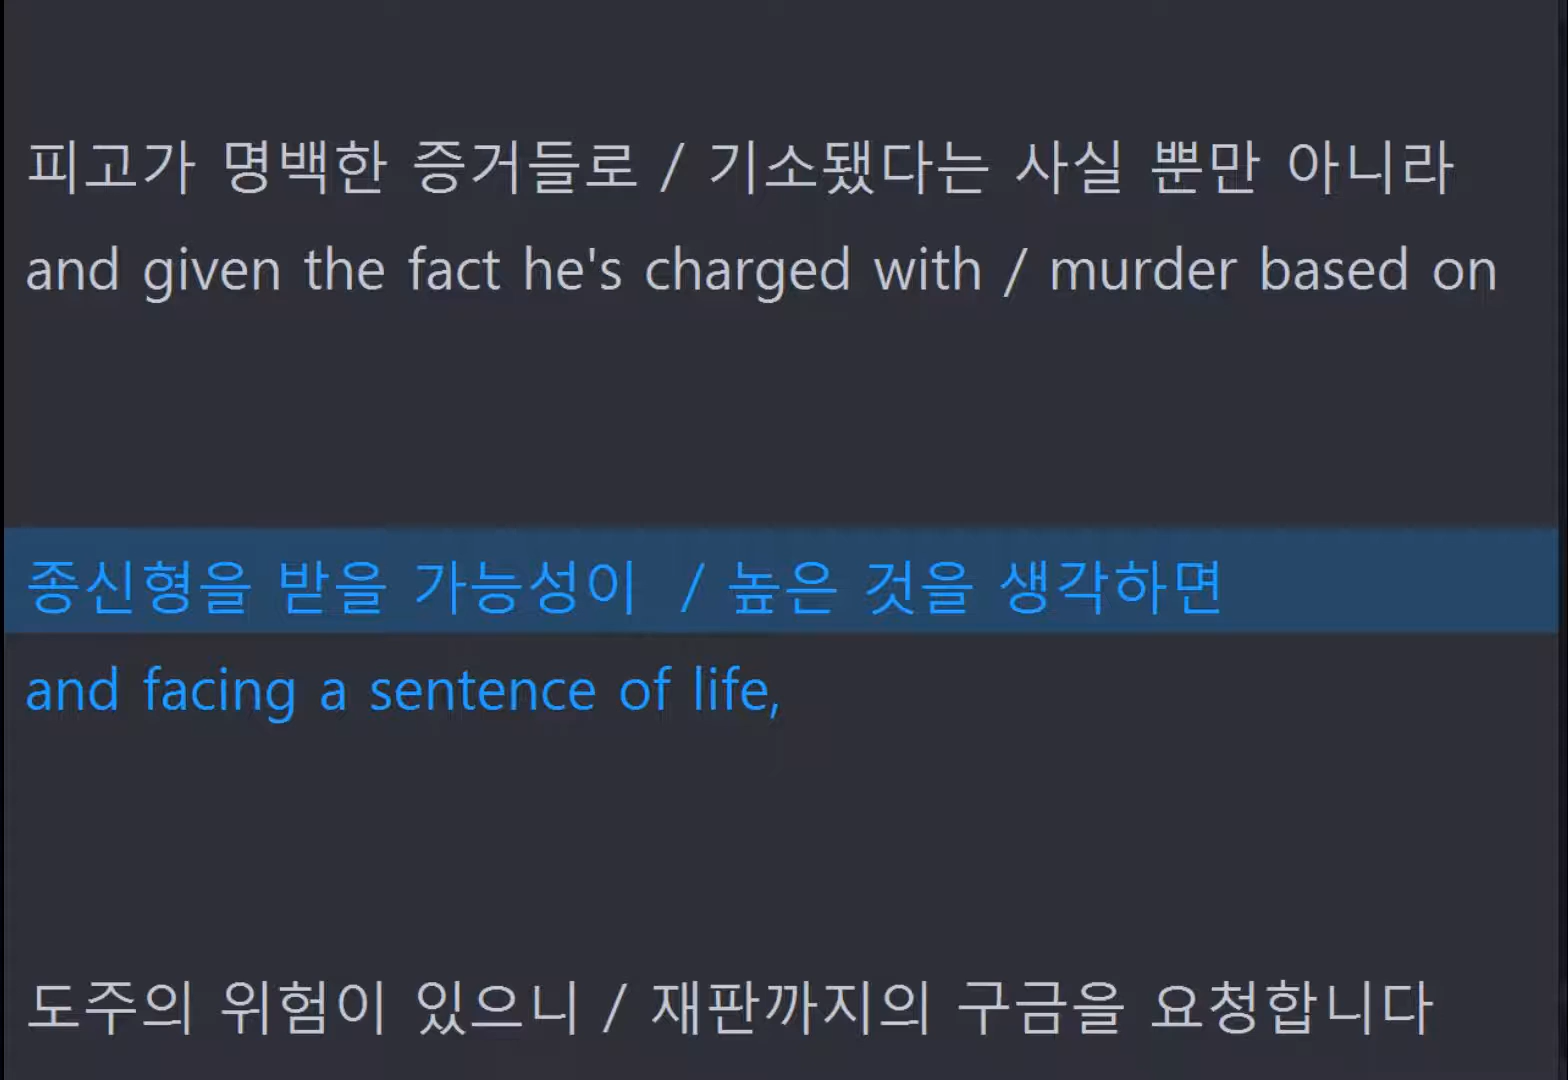 피고가 명백한 증거들로 / 기소됐다는 사실 뿐만 아니라
and given the fact he's charged with / murder based on
종신형을 받을 가능성이 / 높은 것을 생각하면
and facing a sentence of life,
도주의 위험이 있으니 / 재판까지의 구금을 요청합니다